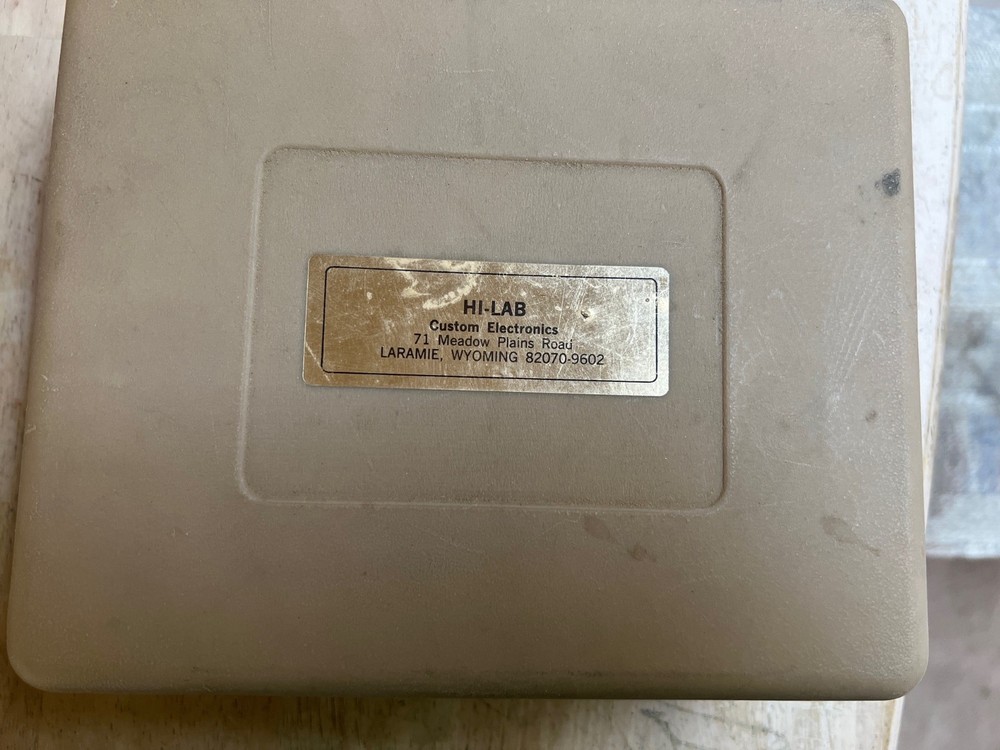 HI-LAB
Custom Electronics
71 Meadow Plains Road
LARAMIE, WYOMING 82070-9602